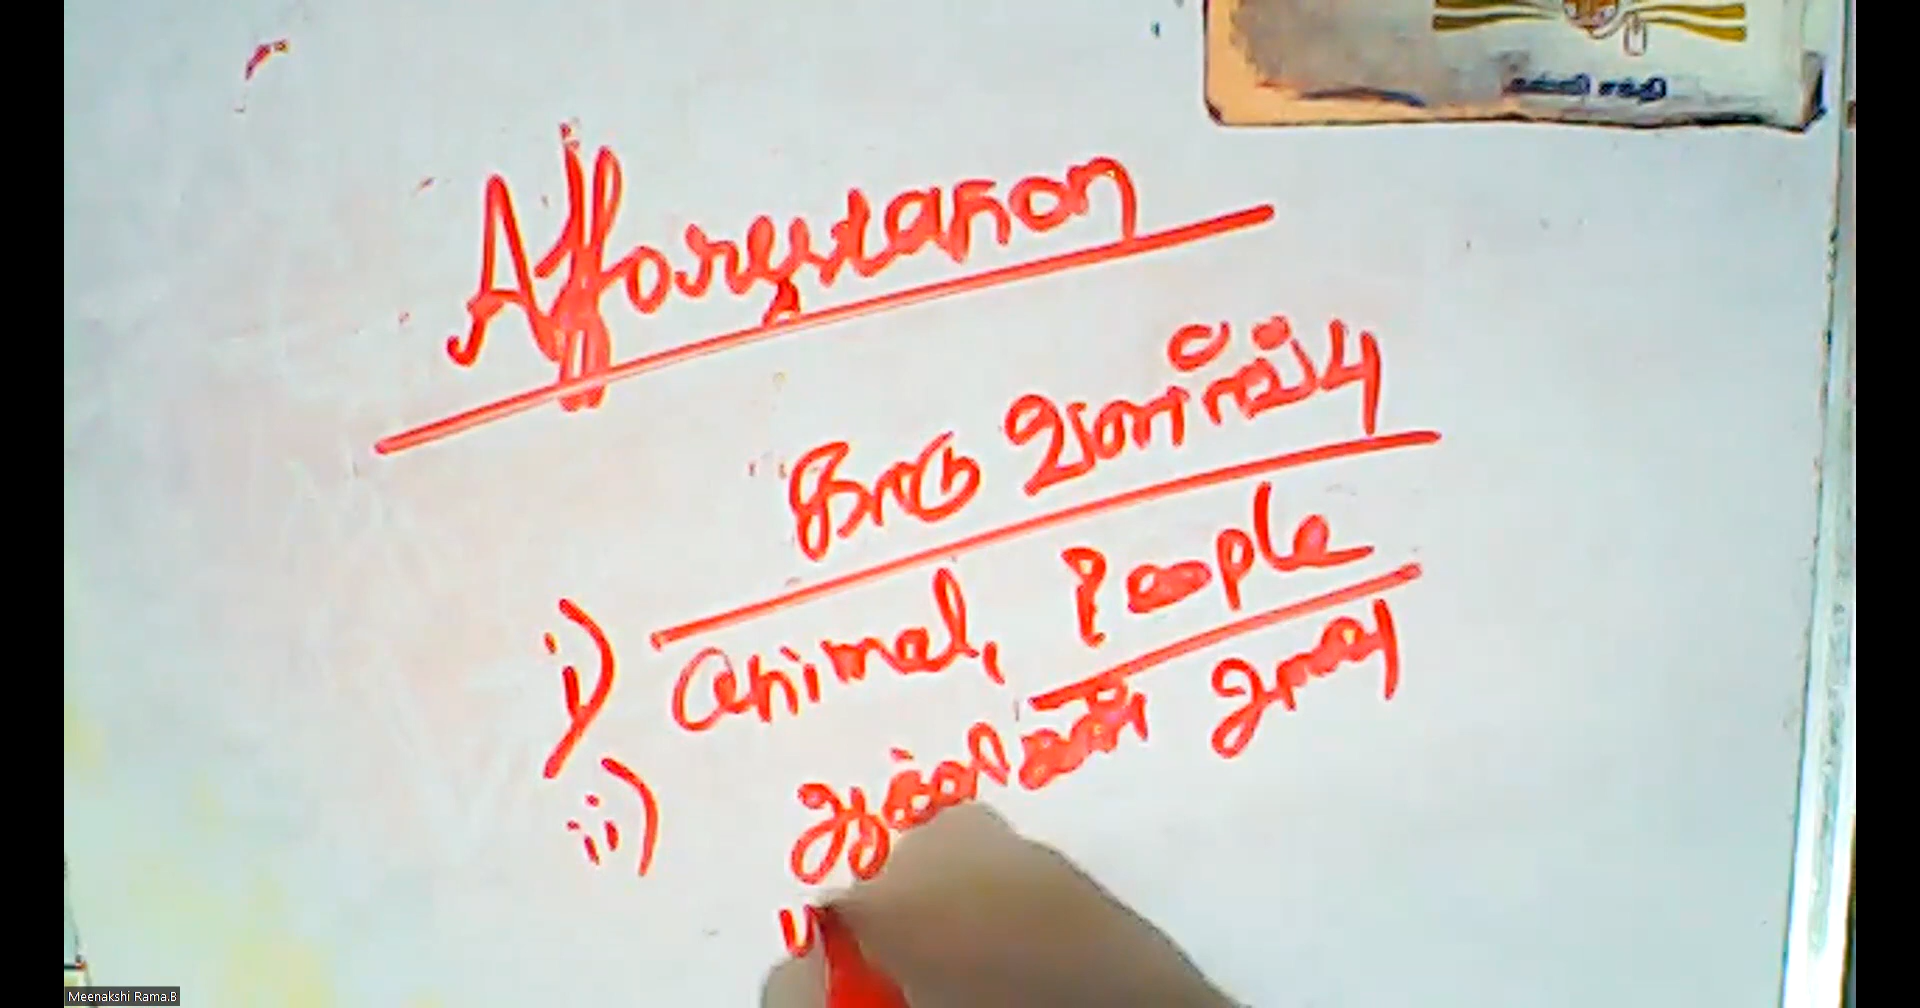 Afforestation
காடு வளர்ப்பு
i) animal, People
ii) ஆக்ஸிஜன் அளவு
Meenakshi Rama.B